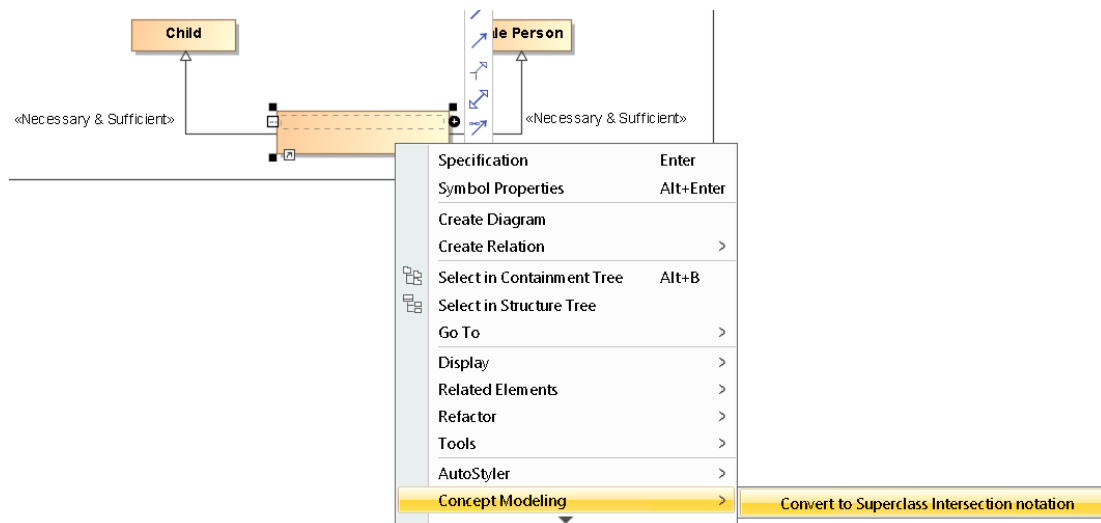 Child
le Person
«Necessary & Sufficient»
«Necessary & Sufficient»
Specification Enter
Symbol Properties Alt+Enter
Create Diagram
Create Relation
Select in Containment Tree Alt+B
Select in Structure Tree
Go To
Display
Related Elements
Refactor
Tools
AutoStyler
Concept Modeling
Convert to Superclass Intersection notation